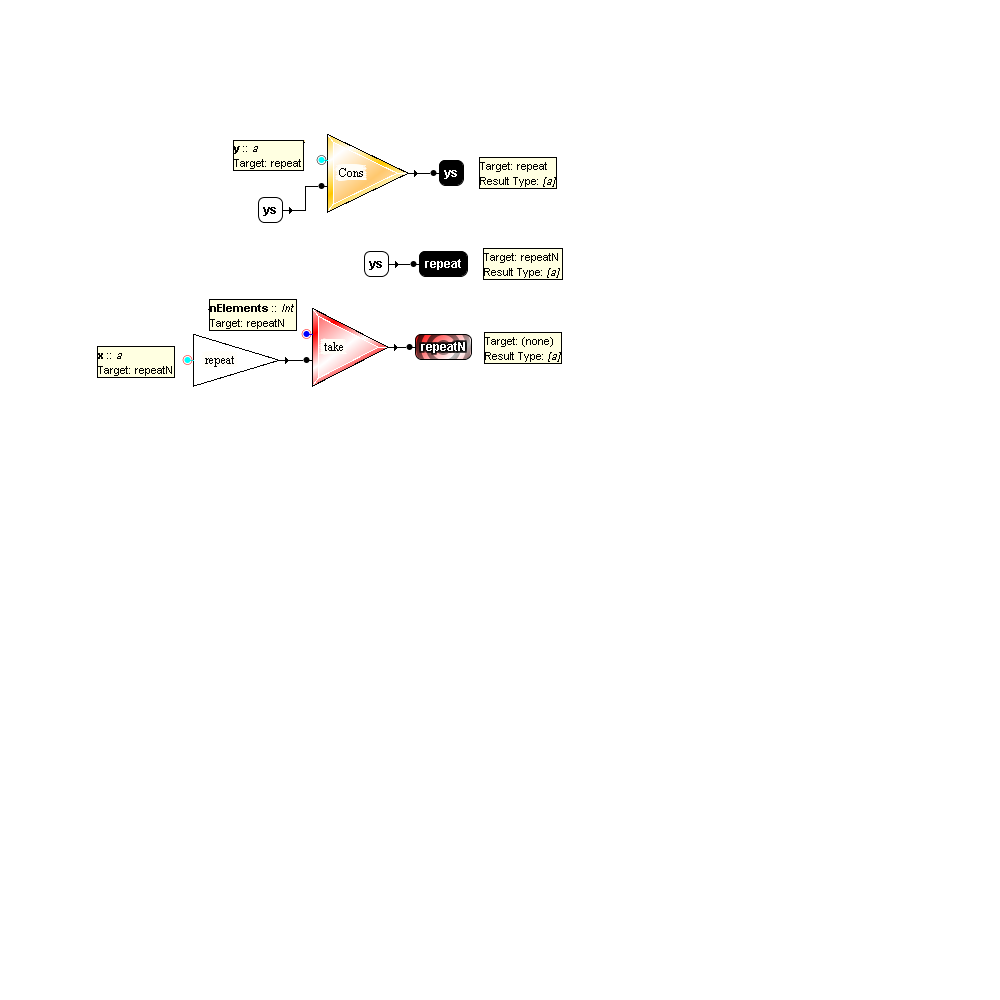 y :: a
Target: repeat
Cons
ys
Target: repeat
Result Type: [a]
ys
ys
repeat
Target: repeatN
Result Type: [a]
nElements :: Int
Target: repeatN
take
repeatN
Target: (none)
Result Type: [a]
x :: a
Target: repeatN
repeat